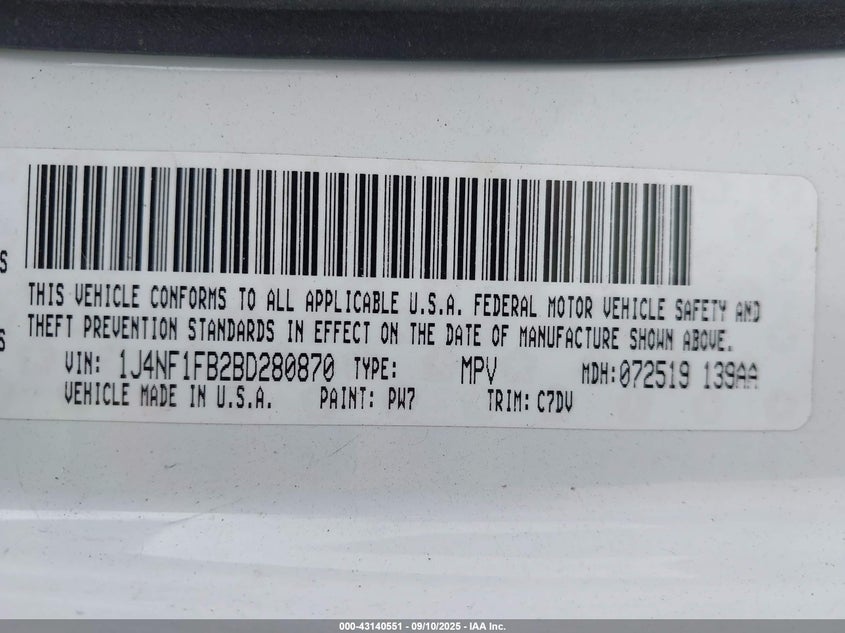 S
THIS VEHICLE CONFORMS TO ALL APPLICABLE U.S.A. FEDERAL MOTOR VEHICLE SAFETY AND
S
THEFT PREVENTION STANDARDS IN EFFECT ON THE DATE OF MANUFACTURE SHOWN ABOVE.
VIN: 1J4NF1FB2BD280870 TYPE: MPV MDH:072519 139AA
VEHICLE MADE IN U.S.A. PAINT: PW7 TRIM: C7DV
000-43140551 - 09/10/2025 - IAA Inc.